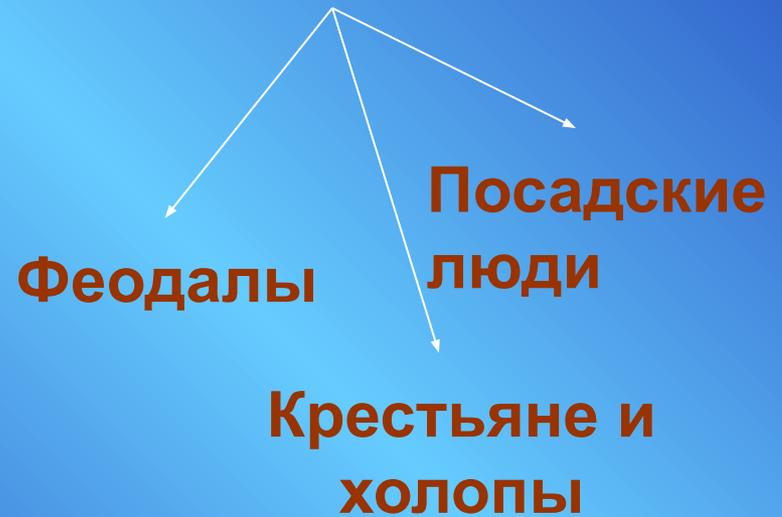 Посадские
люди
Феодалы
Крестьяне и
холопы